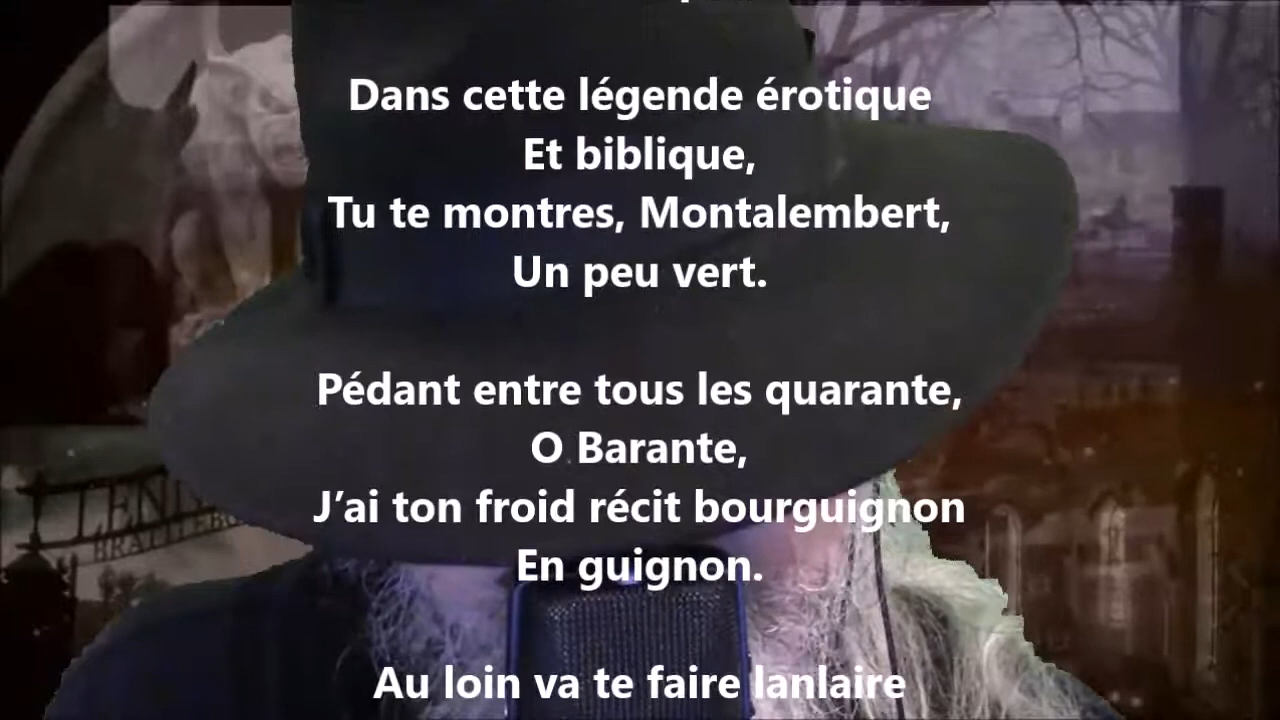 Dans cette légende érotique
Et biblique,
Tu te montres, Montalembert,
Un peu vert.
Pédant entre tous les quarante,
O Barante,
J’ai ton froid récit bourguignon
En guignon.
Au loin va te faire lanlaire